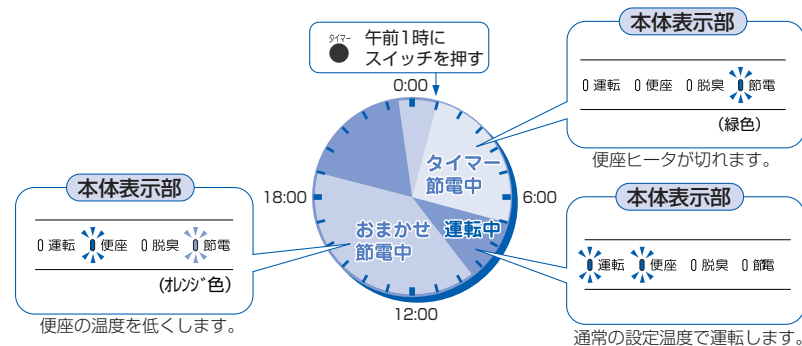 タイマー
午前1時に
スイッチを押す
0:00
6:00
12:00
18:00
タイマー
節電中
運転中
おまかせ
節電中
本体表示部
運転 便座 脱臭 節電
(緑色)
便座ヒータが切れます。
本体表示部
運転 便座 脱臭 節電
通常の設定温度で運転します。
本体表示部
運転 便座 脱臭 節電
(オレンジ色)
便座の温度を低くします。